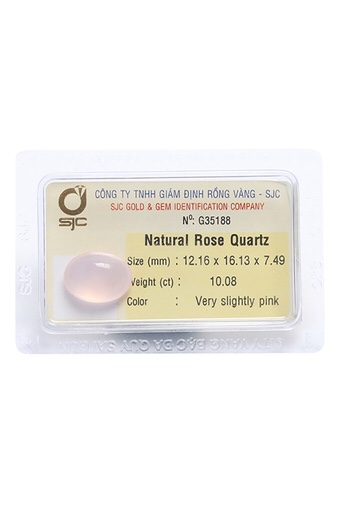 SJC
CÔNG TY TNHH GIÁM ĐỊNH RỒNG VÀNG - SJC
SJC GOLD & GEM IDENTIFICATION COMPANY
Nº: G35188
Natural Rose Quartz
Size (mm) : 12.16 x 16.13 x 7.49
Weight (ct) : 10.08
Color : Very slightly pink